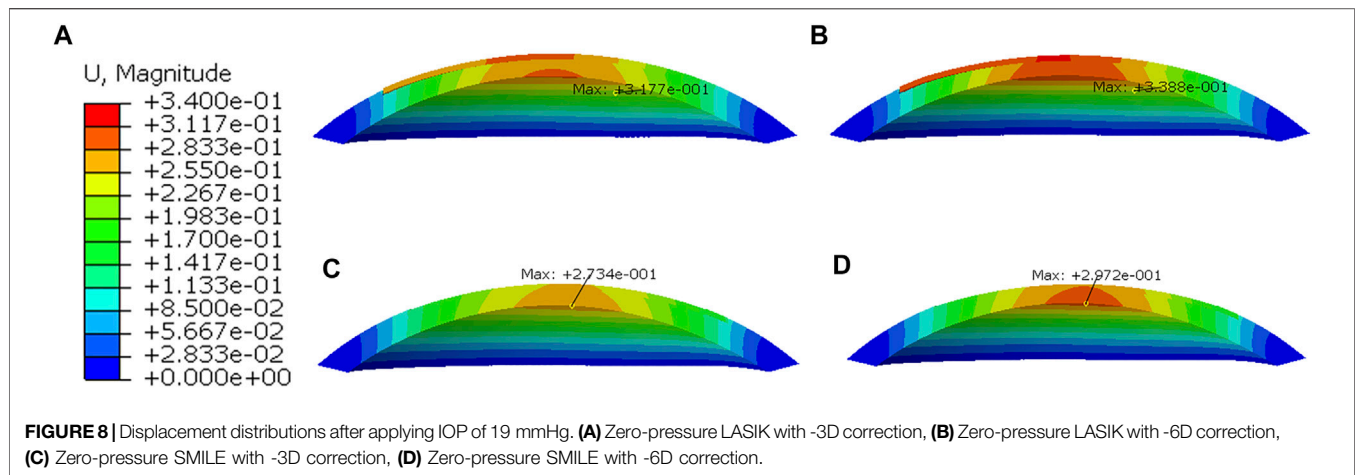 A
B
U, Magnitude
+3.400e-01
+3.117e-01
+2.833e-01
+2.550e-01
+2.267e-01
+1.983e-01
+1.700e-01
+1.417e-01
+1.133e-01
+8.500e-02
+5.667e-02
+2.833e-02
+0.000e+00
Max: +3.177e-001
Max: +3.388e-001
C
D
Max: +2.734e-001
Max: +2.972e-001
FIGURE 8 | Displacement distributions after applying IOP of 19 mmHg. (A) Zero-pressure LASIK with -3D correction, (B) Zero-pressure LASIK with -6D correction,
(C) Zero-pressure SMILE with -3D correction, (D) Zero-pressure SMILE with -6D correction.